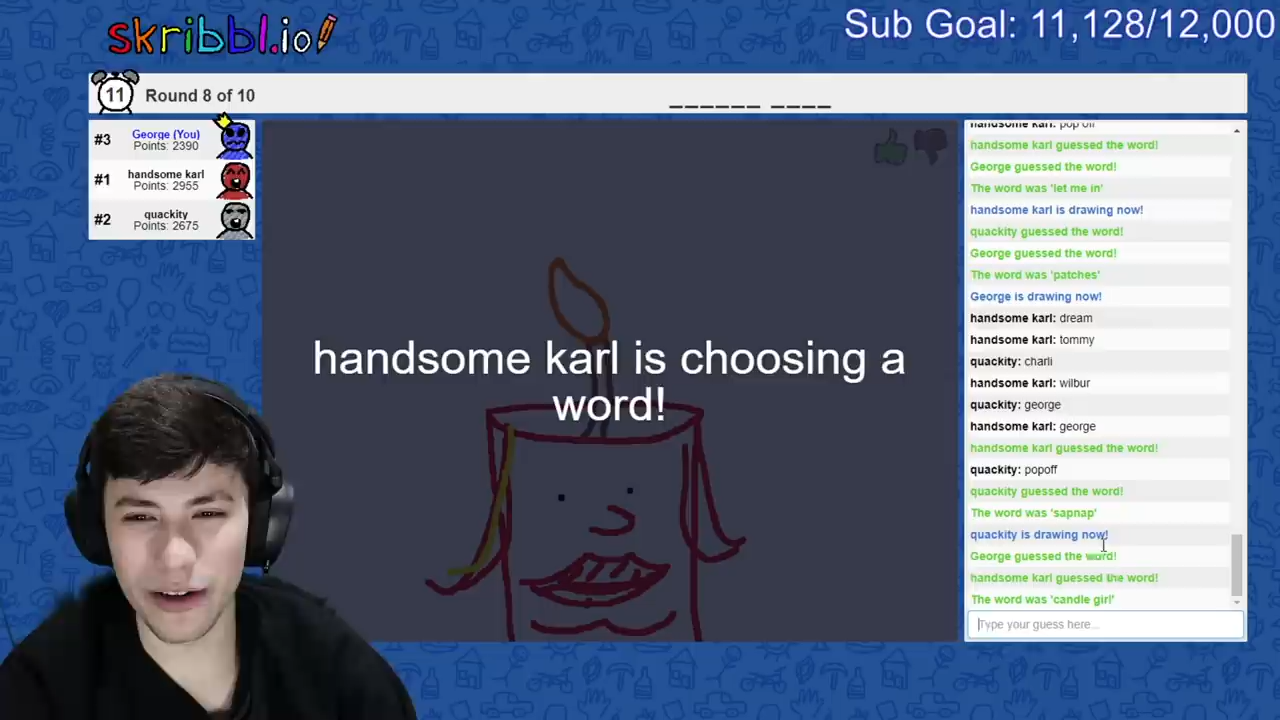 skribbl.io
Sub Goal: 11,128/12,000
11
Round 8 of 10
______ ____
#3
George (You)
Points: 2390
#1
handsome karl
Points: 2955
#2
quackity
Points: 2675
handsome karl is choosing a
word!
handsome karl: pop off
handsome karl guessed the word!
George guessed the word!
The word was 'let me in'
handsome karl is drawing now!
quackity guessed the word!
George guessed the word!
The word was 'patches'
George is drawing now!
handsome karl: dream
handsome karl: tommy
quackity: charli
handsome karl: wilbur
quackity: george
handsome karl: george
handsome karl guessed the word!
quackity: popoff
quackity guessed the word!
The word was 'sapnap'
quackity is drawing now!
George guessed the word!
handsome karl guessed the word!
The word was 'candle girl'
Type your guess here...